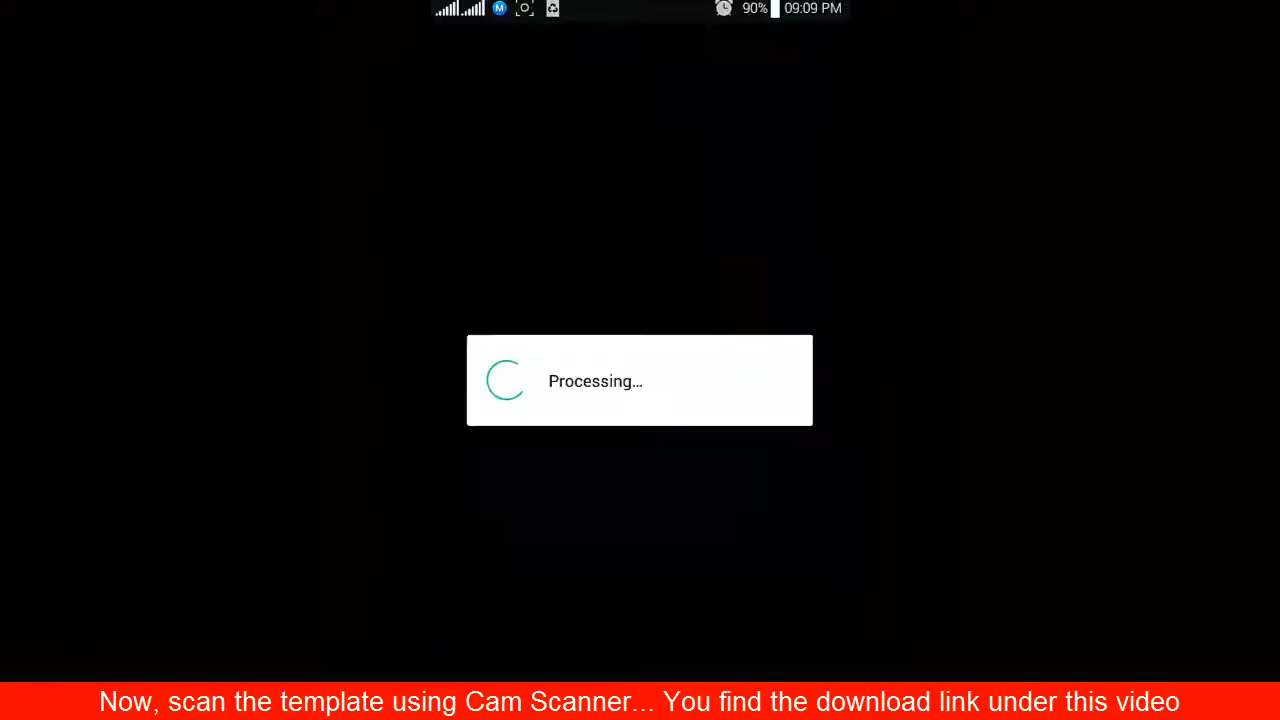 M 90% 09:09 PM
Processing...
Now, scan the template using Cam Scanner... You find the download link under this video